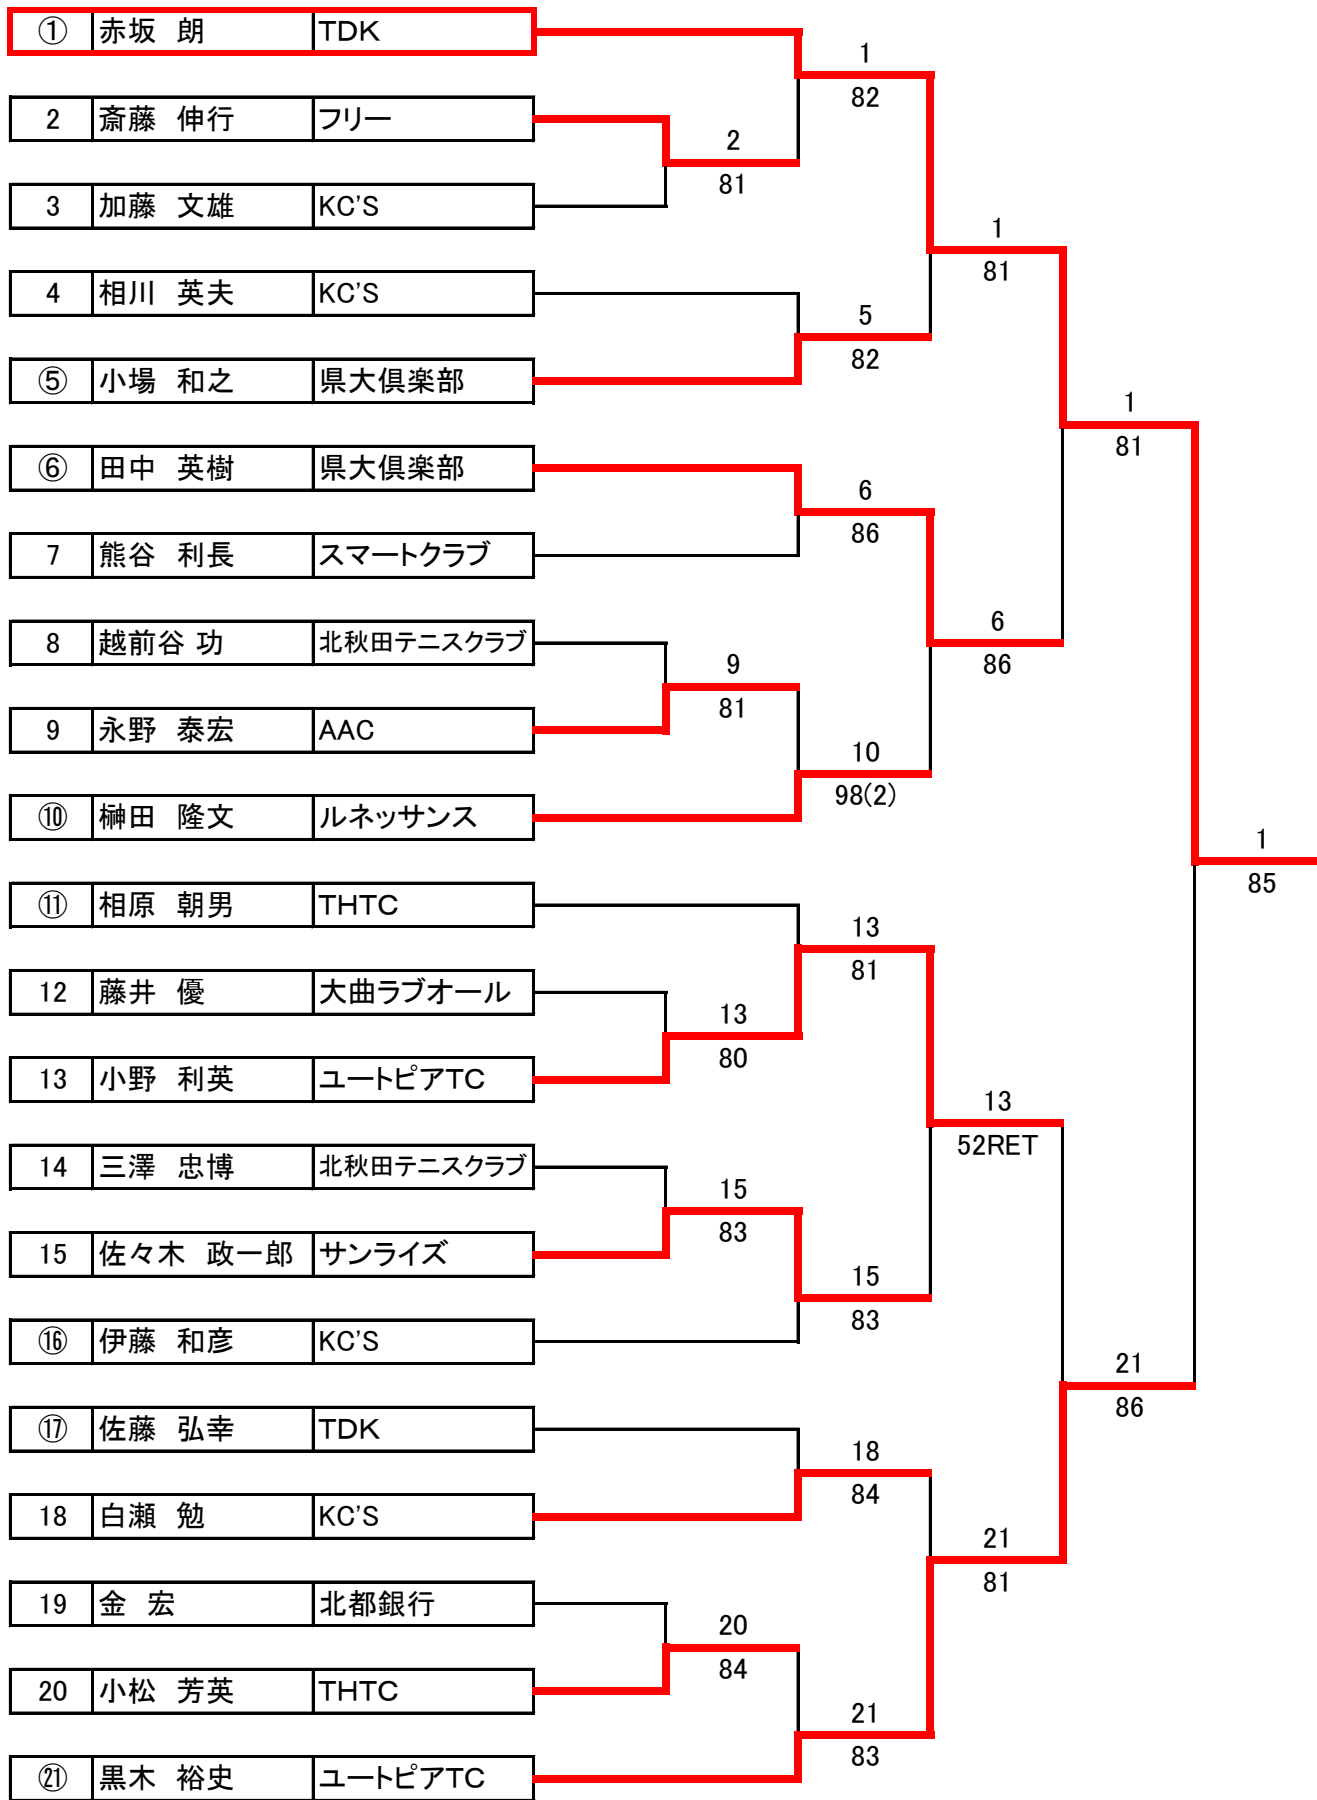 ① 赤坂 朗 TDK
1
82
2 斎藤 伸行 フリー
2
81
3 加藤 文雄 KC'S
1
81
4 相川 英夫 KC'S
5
82
⑤ 小場 和之 県大倶楽部
1
81
⑥ 田中 英樹 県大倶楽部
6
86
7 熊谷 利長 スマートクラブ
6
86
8 越前谷 功 北秋田テニスクラブ
9
81
9 永野 泰宏 AAC
10
98(2)
⑩ 榊田 隆文 ルネッサンス
1
85
⑪ 相原 朝男 THTC
13
81
12 藤井 優 大曲ラブオール
13
80
13 小野 利英 ユートピアTC
13
52RET
14 三澤 忠博 北秋田テニスクラブ
15
83
15 佐々木 政一郎 サンライズ
15
83
⑯ 伊藤 和彦 KC'S
21
86
⑰ 佐藤 弘幸 TDK
18
84
18 白瀬 勉 KC'S
21
81
19 金 宏 北都銀行
20
84
20 小松 芳英 THTC
21
83
㉑ 黒木 裕史 ユートピアTC